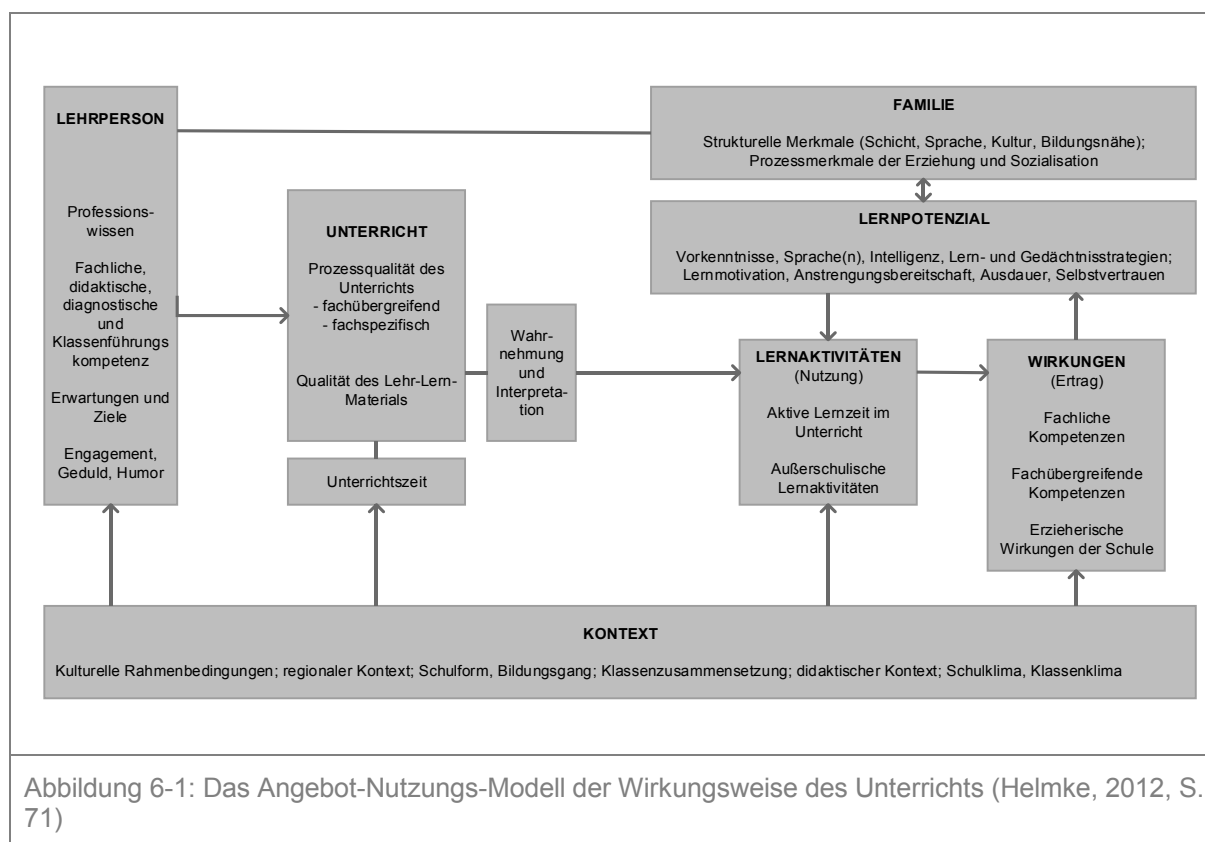 LEHRPERSON
Professions-
wissen
Fachliche,
didaktische,
diagnostische
und
Klassenführungs
kompetenz
Erwartungen und
Ziele
Engagement,
Geduld, Humor
UNTERRICHT
Prozessqualität des
Unterrichts
- fachübergreifend
- fachspezifisch
Qualität des Lehr-Lern-
Materials
Unterrichtszeit
Wahr-
nehmung
und
Interpreta-
tion
FAMILIE
Strukturelle Merkmale (Schicht, Sprache, Kultur, Bildungsnähe);
Prozessmerkmale der Erziehung und Sozialisation
LERNPOTENZIAL
Vorkenntnisse, Sprache(n), Intelligenz, Lern- und Gedächtnisstrategien;
Lernmotivation, Anstrengungsbereitschaft, Ausdauer, Selbstvertrauen
LERNAKTIVITÄTEN
(Nutzung)
Aktive Lernzeit im
Unterricht
Außerschulische
Lernaktivitäten
WIRKUNGEN
(Ertrag)
Fachliche
Kompetenzen
Fachübergreifende
Kompetenzen
Erzieherische
Wirkungen der Schule
KONTEXT
Kulturelle Rahmenbedingungen; regionaler Kontext; Schulform, Bildungsgang; Klassenzusammensetzung; didaktischer Kontext; Schulklima, Klassenklima
Abbildung 6-1: Das Angebot-Nutzungs-Modell der Wirkungsweise des Unterrichts (Helmke, 2012, S.
71)